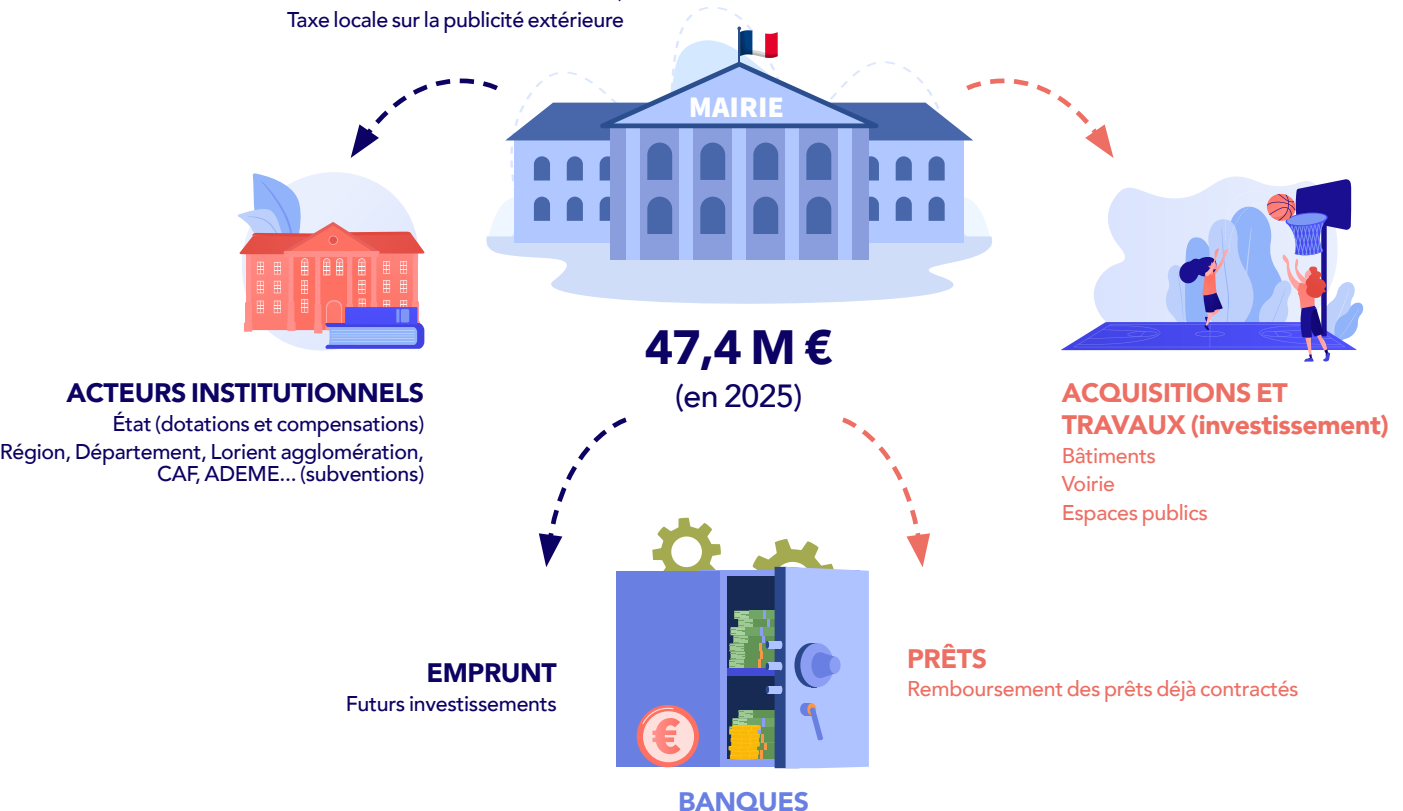 Taxe locale sur la publicité extérieure
MAIRIE
47,4 M €
(en 2025)
ACTEURS INSTITUTIONNELS
État (dotations et compensations)
Région, Département, Lorient agglomération,
CAF, ADEME... (subventions)
ACQUISITIONS ET
TRAVAUX (investissement)
Bâtiments
Voirie
Espaces publics
EMPRUNT
Futurs investissements
€
PRÊTS
Remboursement des prêts déjà contractés
BANQUES